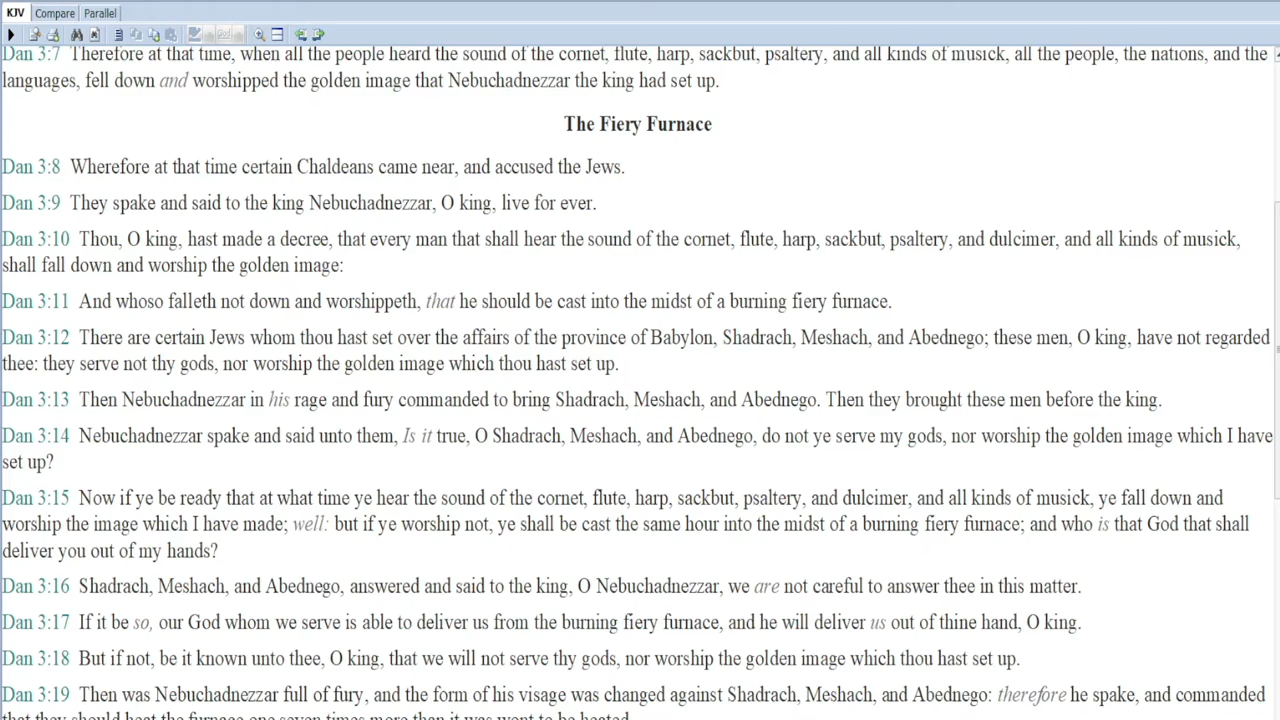 KJV Compare Parallel
Dan 3:7 Therefore at that time, when all the people heard the sound of the cornet, flute, harp, sackbut, psaltery, and all kinds of musick, all the people, the nations, and the
languages, fell down and worshipped the golden image that Nebuchadnezzar the king had set up.
The Fiery Furnace
Dan 3:8 Wherefore at that time certain Chaldeans came near, and accused the Jews.
Dan 3:9 They spake and said to the king Nebuchadnezzar, O king, live for ever.
Dan 3:10 Thou, O king, hast made a decree, that every man that shall hear the sound of the cornet, flute, harp, sackbut, psaltery, and dulcimer, and all kinds of musick,
shall fall down and worship the golden image:
Dan 3:11 And whoso falleth not down and worshippeth, that he should be cast into the midst of a burning fiery furnace.
Dan 3:12 There are certain Jews whom thou hast set over the affairs of the province of Babylon, Shadrach, Meshach, and Abednego; these men, O king, have not regarded
thee: they serve not thy gods, nor worship the golden image which thou hast set up.
Dan 3:13 Then Nebuchadnezzar in his rage and fury commanded to bring Shadrach, Meshach, and Abednego. Then they brought these men before the king.
Dan 3:14 Nebuchadnezzar spake and said unto them, Is it true, O Shadrach, Meshach, and Abednego, do not ye serve my gods, nor worship the golden image which I have
set up?
Dan 3:15 Now if ye be ready that at what time ye hear the sound of the cornet, flute, harp, sackbut, psaltery, and dulcimer, and all kinds of musick, ye fall down and
worship the image which I have made; well: but if ye worship not, ye shall be cast the same hour into the midst of a burning fiery furnace; and who is that God that shall
deliver you out of my hands?
Dan 3:16 Shadrach, Meshach, and Abednego, answered and said to the king, O Nebuchadnezzar, we are not careful to answer thee in this matter.
Dan 3:17 If it be so, our God whom we serve is able to deliver us from the burning fiery furnace, and he will deliver us out of thine hand, O king.
Dan 3:18 But if not, be it known unto thee, O king, that we will not serve thy gods, nor worship the golden image which thou hast set up.
Dan 3:19 Then was Nebuchadnezzar full of fury, and the form of his visage was changed against Shadrach, Meshach, and Abednego: therefore he spake, and commanded
that they should heat the furnace one seven times more than it was wont to be heated.